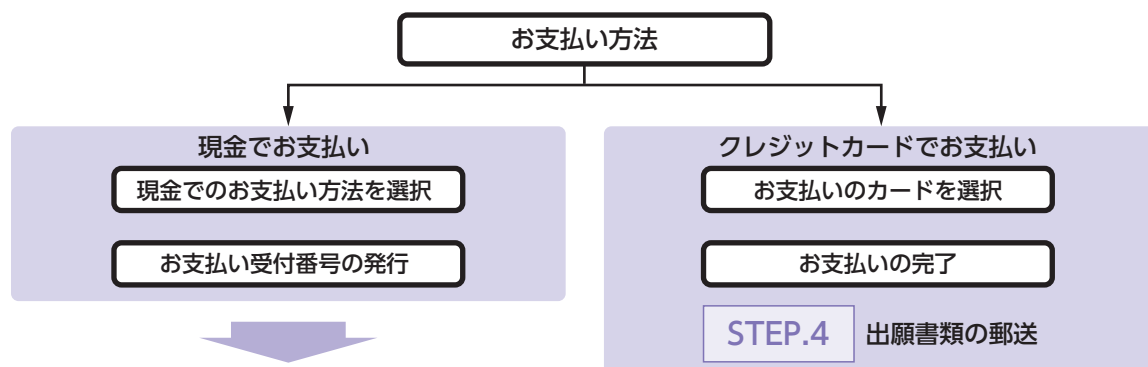 お支払い方法
現金でお支払い
現金でのお支払い方法を選択
お支払い受付番号の発行
クレジットカードでお支払い
お支払いのカードを選択
お支払いの完了
STEP.4 出願書類の郵送